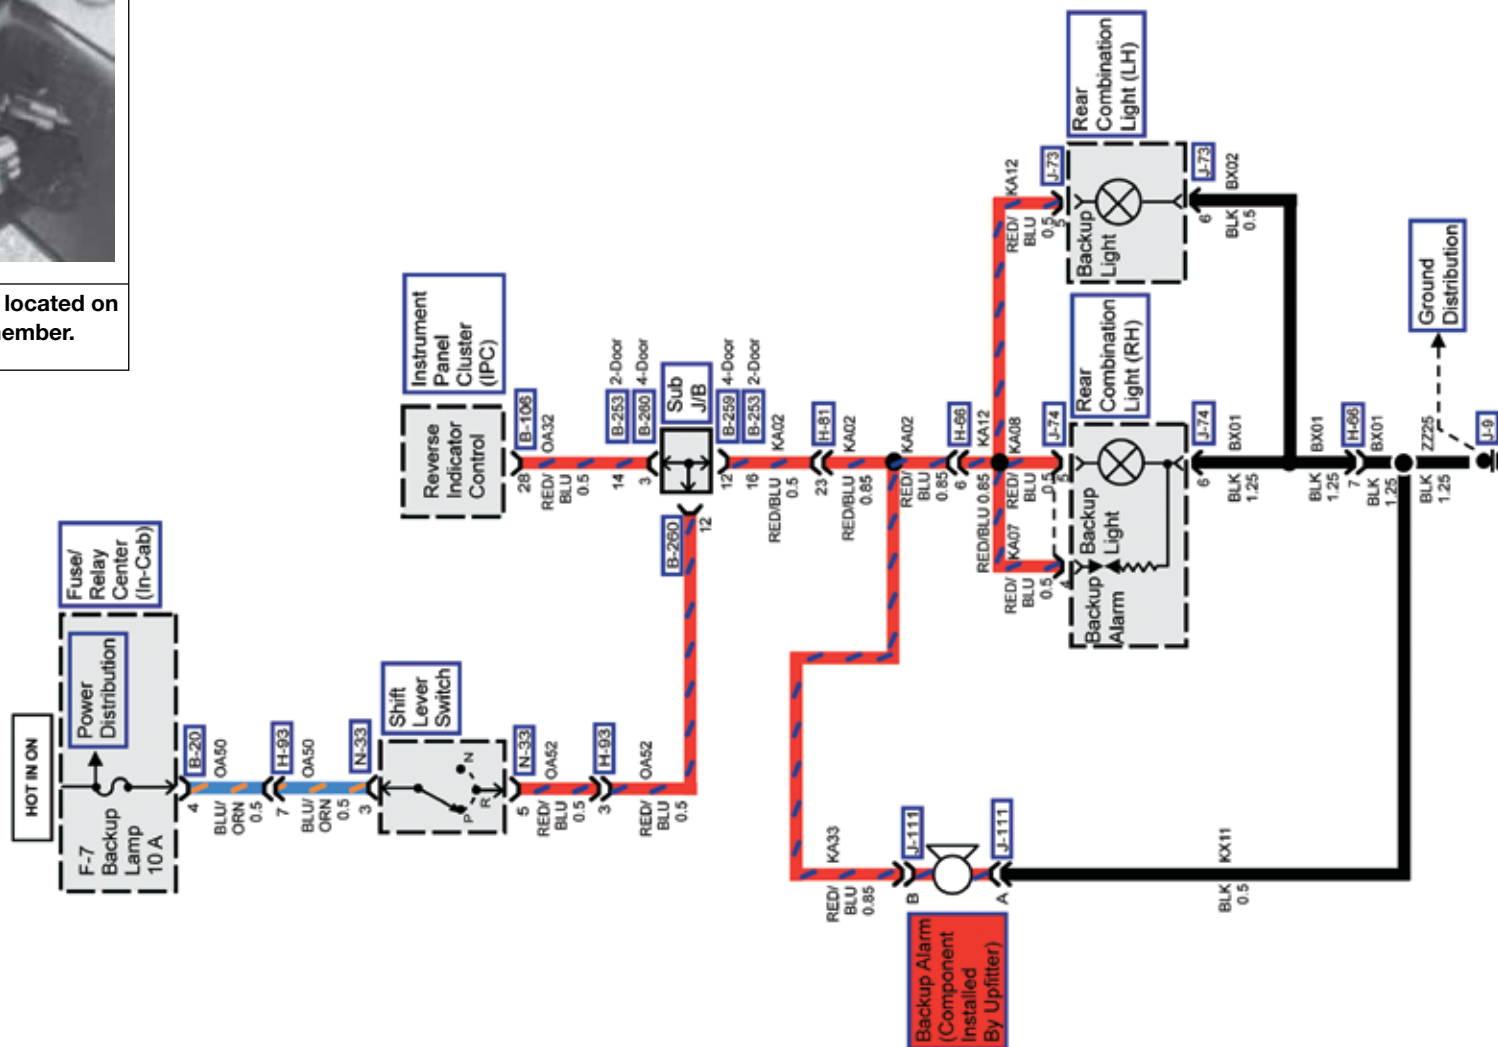 located on
HOT IN ON
Fuse/
Relay
Center
(In-Cab)
Power
Distribution
F-7
Backup
Lamp
10 A
B-20
4
OA50
BLU/
ORN
0.5
H-93
7
OA50
BLU/
ORN
0.5
N-33
3
Shift
Lever
Switch
P
R
N
N-33
5
OA52
RED/
BLU
0.5
H-93
3
OA52
RED/
BLU
0.5
B-260
12
Instrument
Panel
Cluster
(IPC)
Reverse
Indicator
Control
B-106
28
OA32
RED/
BLU
0.5
B-253 2-Door
B-260 4-Door
14
3
Sub
J/B
B-259 4-Door
B-253 2-Door
12
16
KA02
RED/BLU
0.5
H-81
23
KA02
RED/BLU
0.85
KA02
RED/
BLU
0.85
H-66
6
KA12
RED/BLU 0.85
KA08
RED/
BLU
0.5
J-74
5
KA07
RED/
BLU
0.5
4
KA12
RED/
BLU
0.5
J-73
5
Rear
Combination
Light (LH)
Backup
Light
J-73
6
BX02
BLK
0.5
Rear
Combination
Light (RH)
Backup
Light
Backup
Alarm
J-74
6
BX01
BLK
1.25
BX01
BLK
1.25
H-66
7
BX01
BLK
1.25
ZZ25
BLK
1.25
Ground
Distribution
J-9
KA33
RED/
BLU
0.85
J-111
B
J-111
A
Backup Alarm
(Component
Installed
By Upfitter)
KX11
BLK
0.5